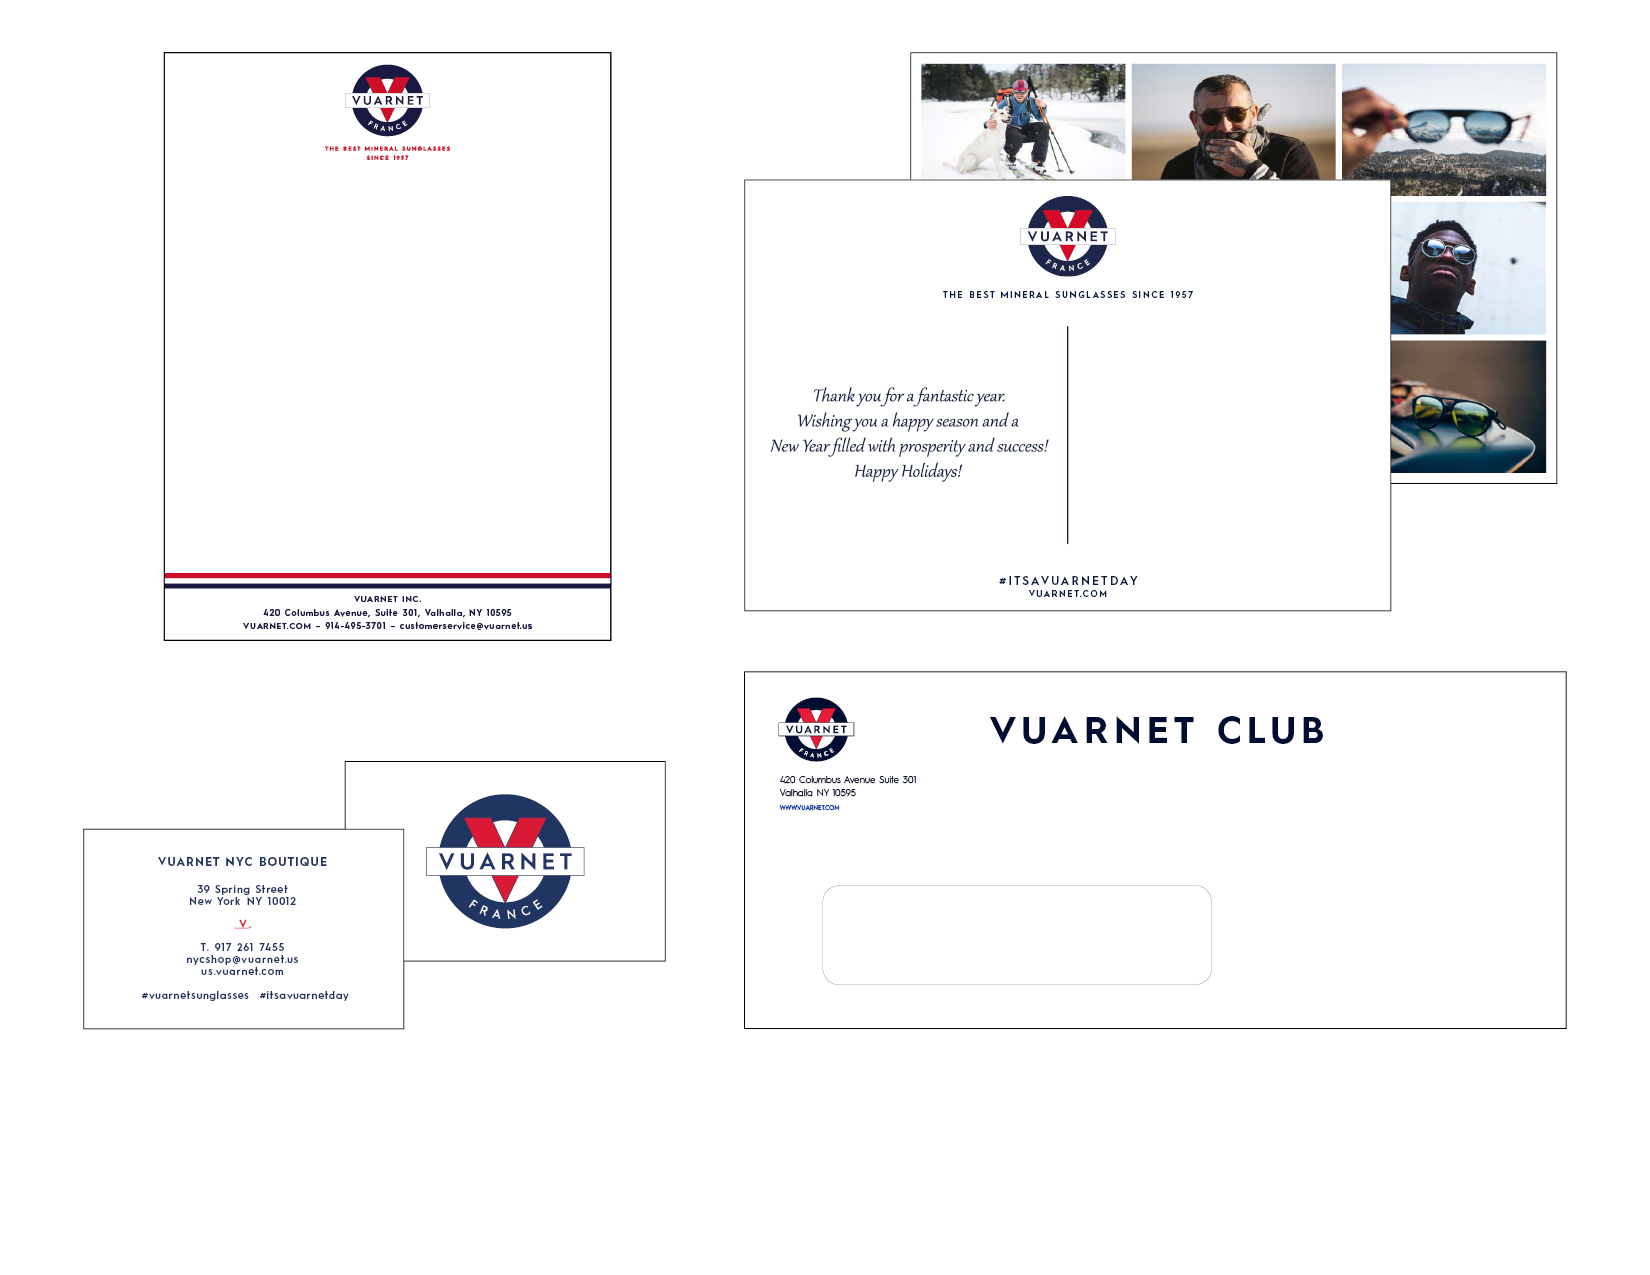 VUARNET
FRANCE
THE BEST MINERAL SUNGLASSES
SINCE 1957
VUARNET INC.
420 Columbus Avenue, Suite 301, Valhalla, NY 10595
VUARNET.COM – 914-495-3701 – customerservice@vuarnet.us
VUARNET
FRANCE
THE BEST MINERAL SUNGLASSES SINCE 1957
Thank you for a fantastic year.
Wishing you a happy season and a
New Year filled with prosperity and success!
Happy Holidays!
#ITSAVUARNETDAY
VUARNET.COM
VUARNET NYC BOUTIQUE
39 Spring Street
New York NY 10012
V
T. 917 261 7455
nycshop@vuarnet.us
us.vuarnet.com
#vuarnetsunglasses #itsavuarnetday
VUARNET
FRANCE
VUARNET
FRANCE
420 Columbus Avenue Suite 301
Valhalla NY 10595
WWW.VUARNET.COM
VUARNET CLUB